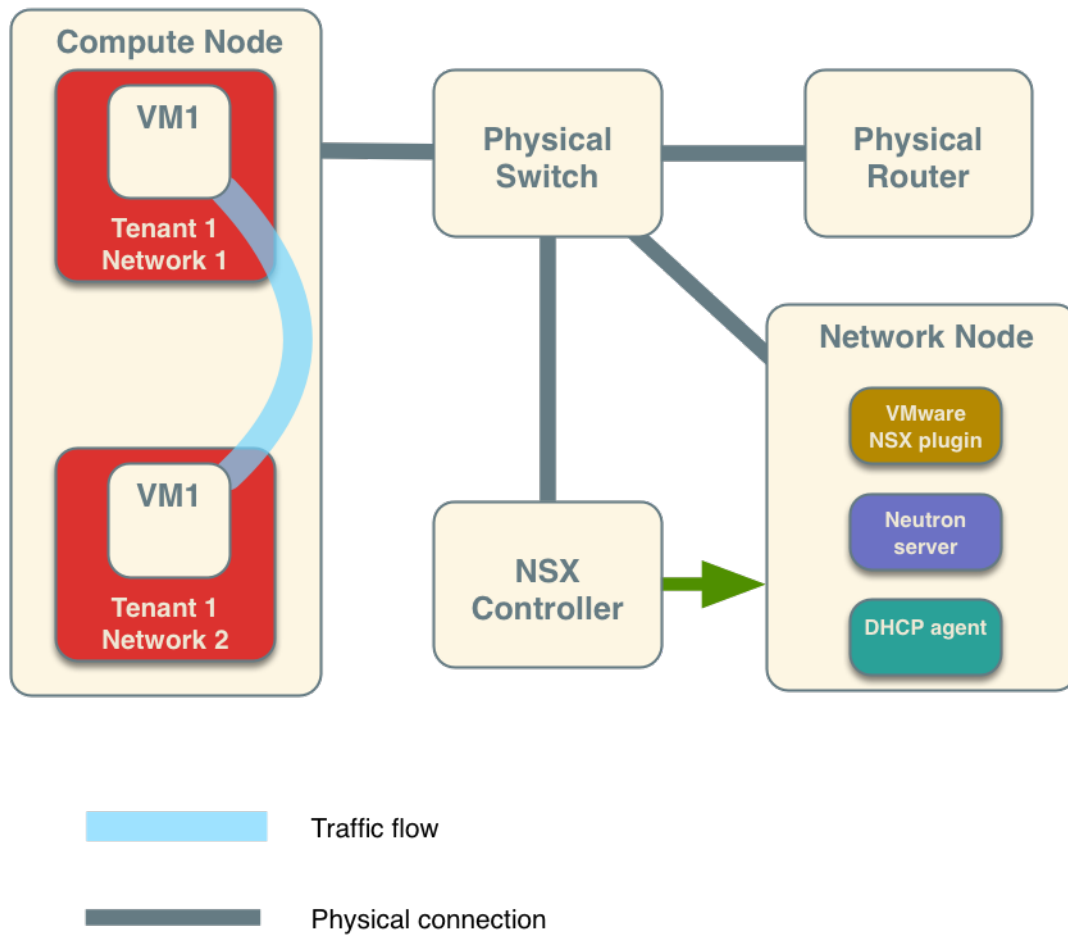 Compute Node
VM1
Tenant 1
Network 1
VM1
Tenant 1
Network 2
Physical
Switch
Physical
Router
NSX
Controller
Network Node
VMware
NSX plugin
Neutron
server
DHCP agent
Traffic flow
Physical connection